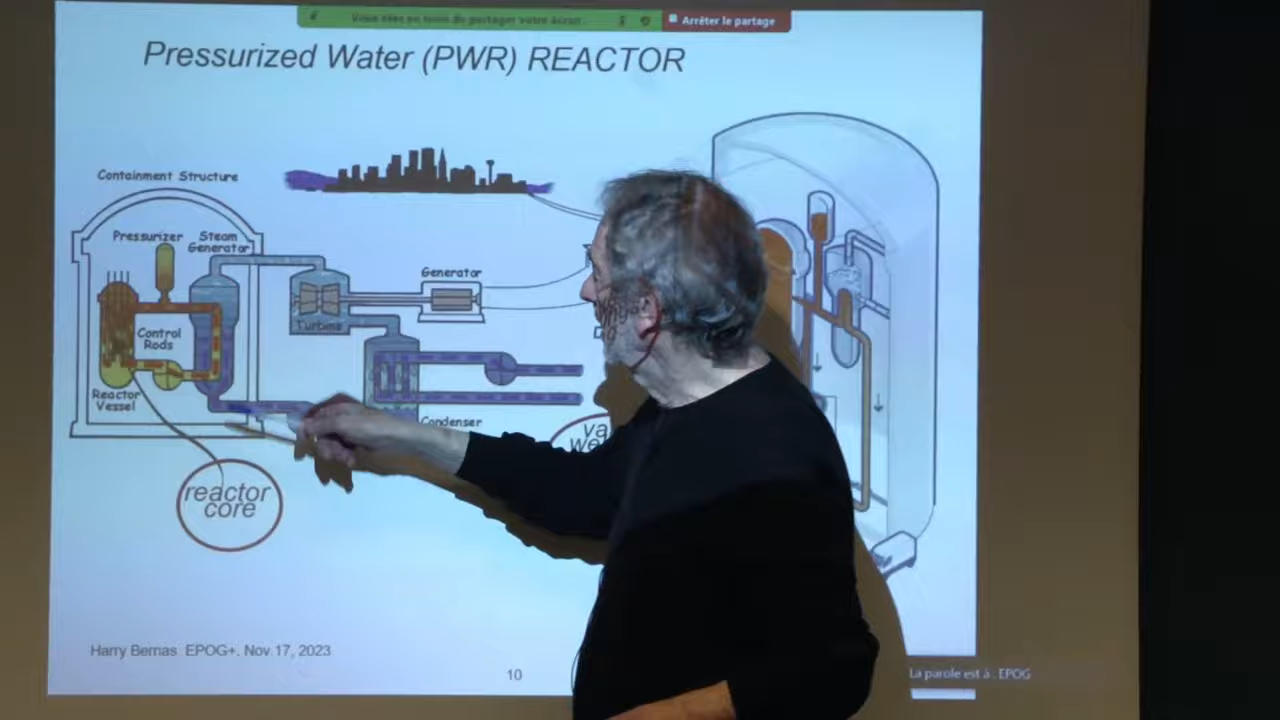 Vous êtes en train de partager votre écran
Arrêter le partage
Pressurized Water (PWR) REACTOR
Containment Structure
Pressurizer
Steam
Generator
Generator
Turbine
Control
Rods
Reactor
Vessel
Condenser
reactor
core
Harry Bernas EPOG+, Nov 17, 2023
10
La parole est à : EPOG